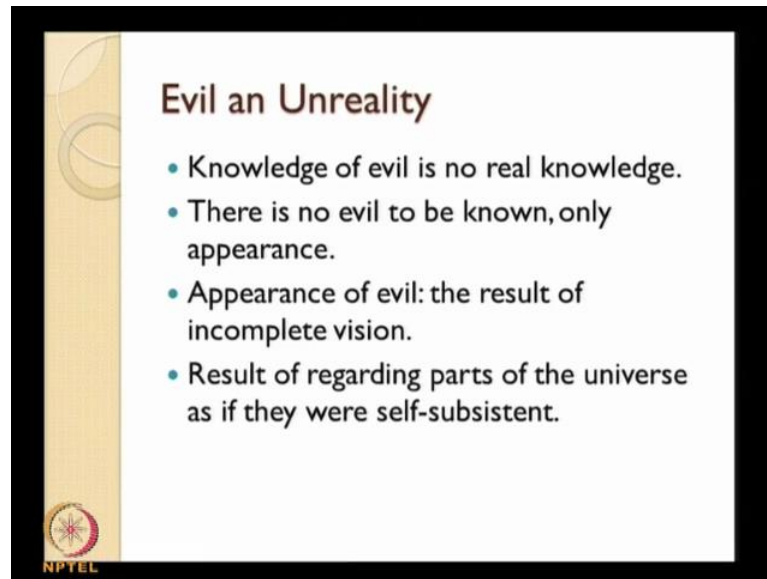 Evil an Unreality
• Knowledge of evil is no real knowledge.
• There is no evil to be known, only
appearance.
• Appearance of evil: the result of
incomplete vision.
• Result of regarding parts of the universe
as if they were self-subsistent.
NPTEL